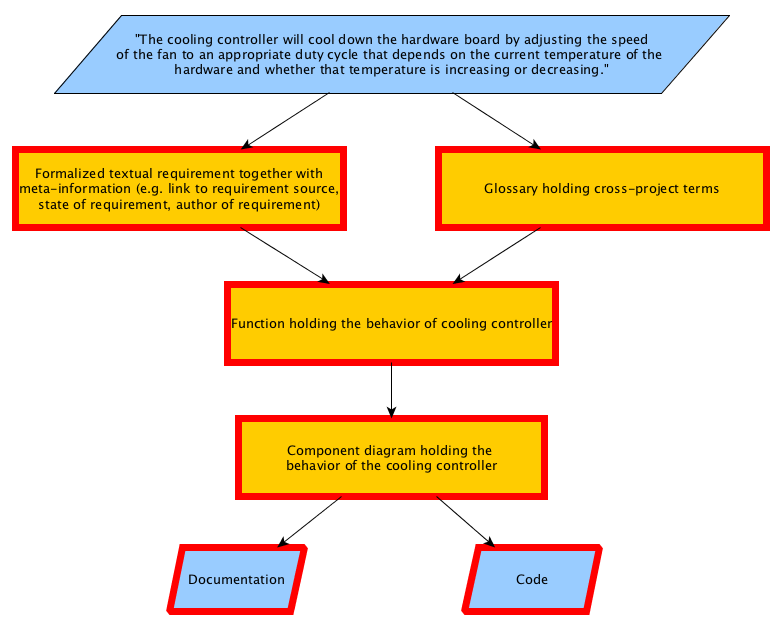 "The cooling controller will cool down the hardware board by adjusting the speed
of the fan to an appropriate duty cycle that depends on the current temperature of the
hardware and whether that temperature is increasing or decreasing."
Formalized textual requirement together with
meta-information (e.g. link to requirement source,
state of requirement, author of requirement)
Glossary holding cross-project terms
Function holding the behavior of cooling controller
Component diagram holding the
behavior of the cooling controller
Documentation
Code